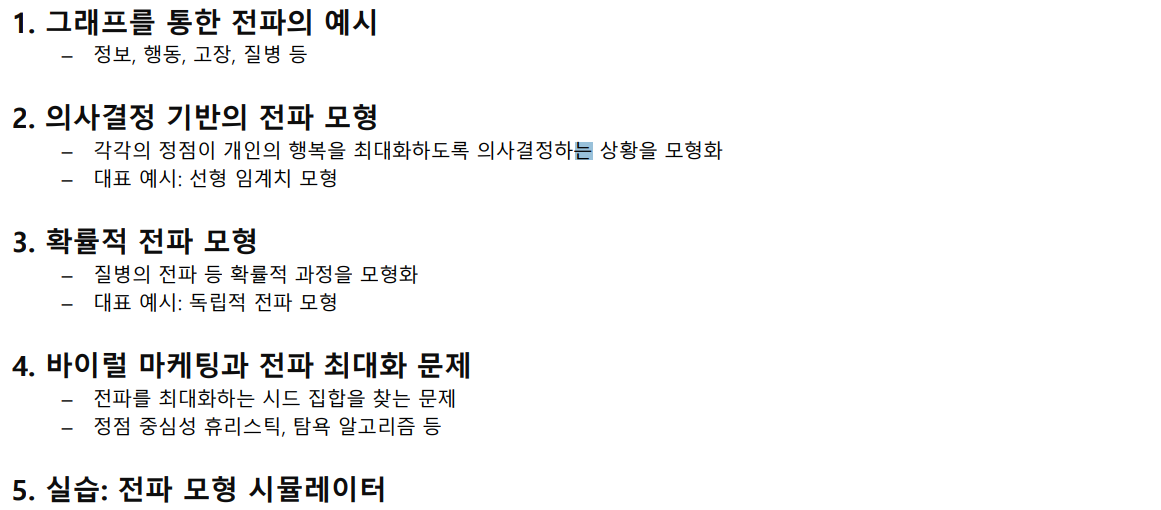 1. 그래프를 통한 전파의 예시
– 정보, 행동, 고장, 질병 등
2. 의사결정 기반의 전파 모형
– 각각의 정점이 개인의 행복을 최대화하도록 의사결정하는 상황을 모형화
– 대표 예시: 선형 임계치 모형
3. 확률적 전파 모형
– 질병의 전파 등 확률적 과정을 모형화
– 대표 예시: 독립적 전파 모형
4. 바이럴 마케팅과 전파 최대화 문제
– 전파를 최대화하는 시드 집합을 찾는 문제
– 정점 중심성 휴리스틱, 탐욕 알고리즘 등
5. 실습: 전파 모형 시뮬레이터